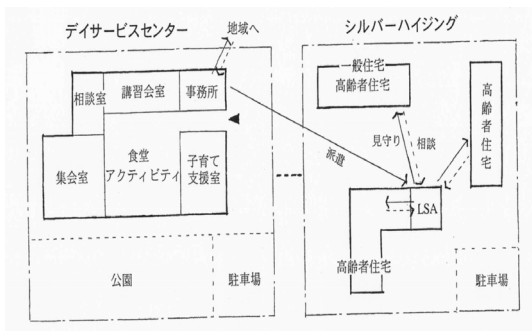 デイサービスセンター
地域へ
相談室
講習会室
事務所
集会室
食堂
アクティビティ
子育て
支援室
公園
駐車場
派遣
シルバーハイジング
一般住宅
高齢者住宅
高齢者住宅
見守り
相談
LSA
高齢者住宅
駐車場